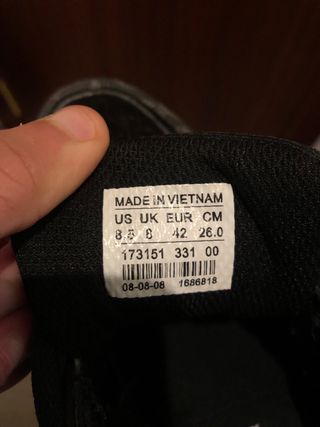 MADE IN VIETNAM
US UK EUR CM
8.5 8 42 26.0
173151 331 00
08-08-08 1686818